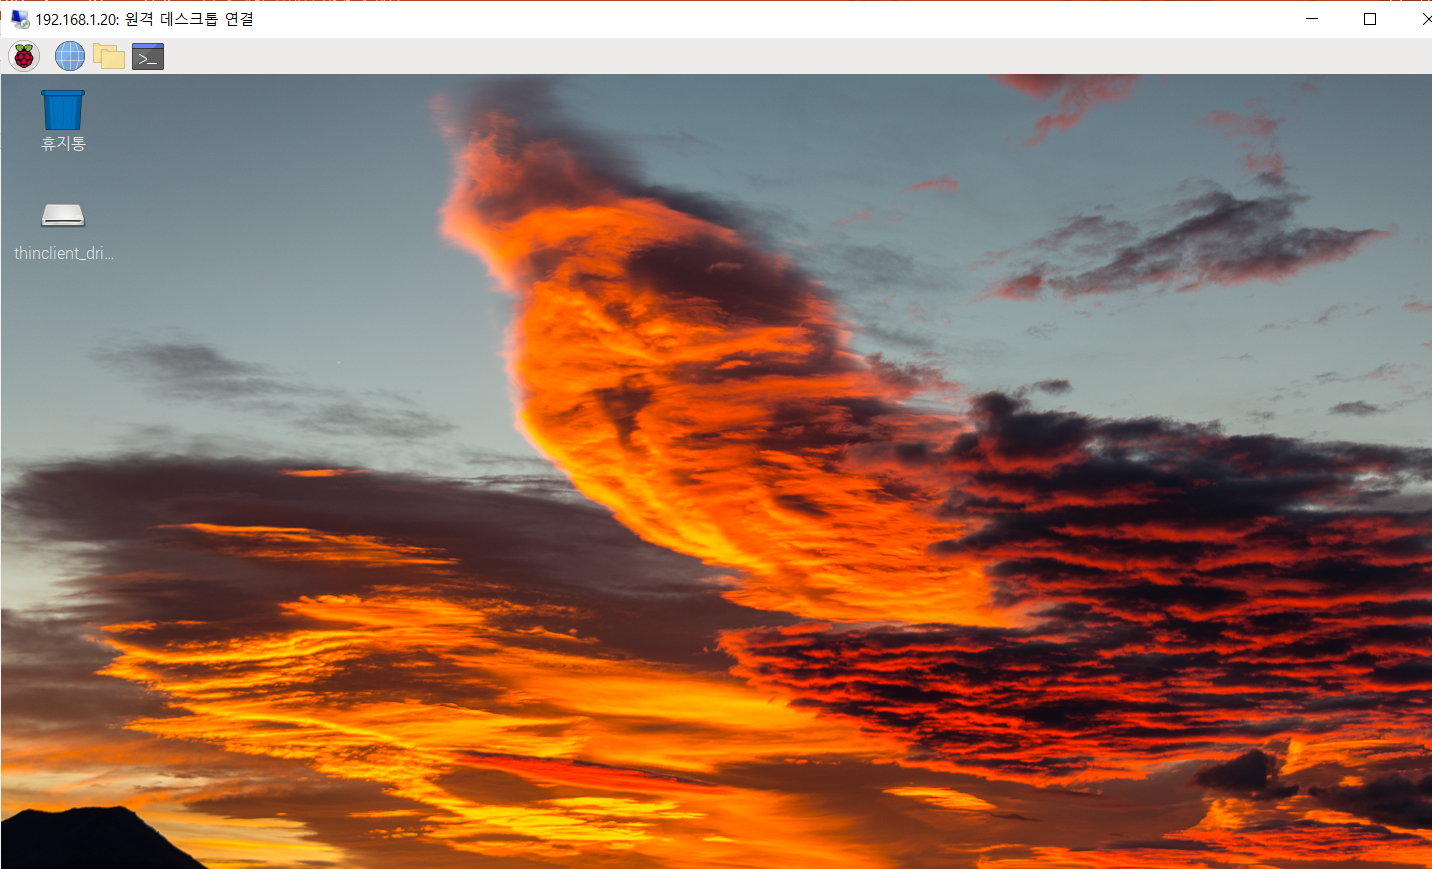 192.168.1.20: 원격 데스크톱 연결
>_
휴지통
thinclient_dri...